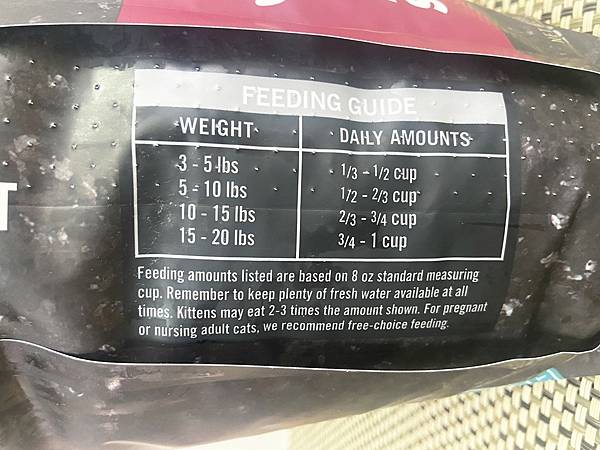 FEEDING GUIDE
WEIGHT DAILY AMOUNTS
3 - 5 lbs 1/3 - 1/2 cup
5 - 10 lbs 1/2 - 2/3 cup
10 - 15 lbs 2/3 - 3/4 cup
15 - 20 lbs 3/4 - 1 cup
T
Feeding amounts listed are based on 8 oz standard measuring
cup. Remember to keep plenty of fresh water available at all
times. Kittens may eat 2-3 times the amount shown. For pregnant
or nursing adult cats, we recommend free-choice feeding.